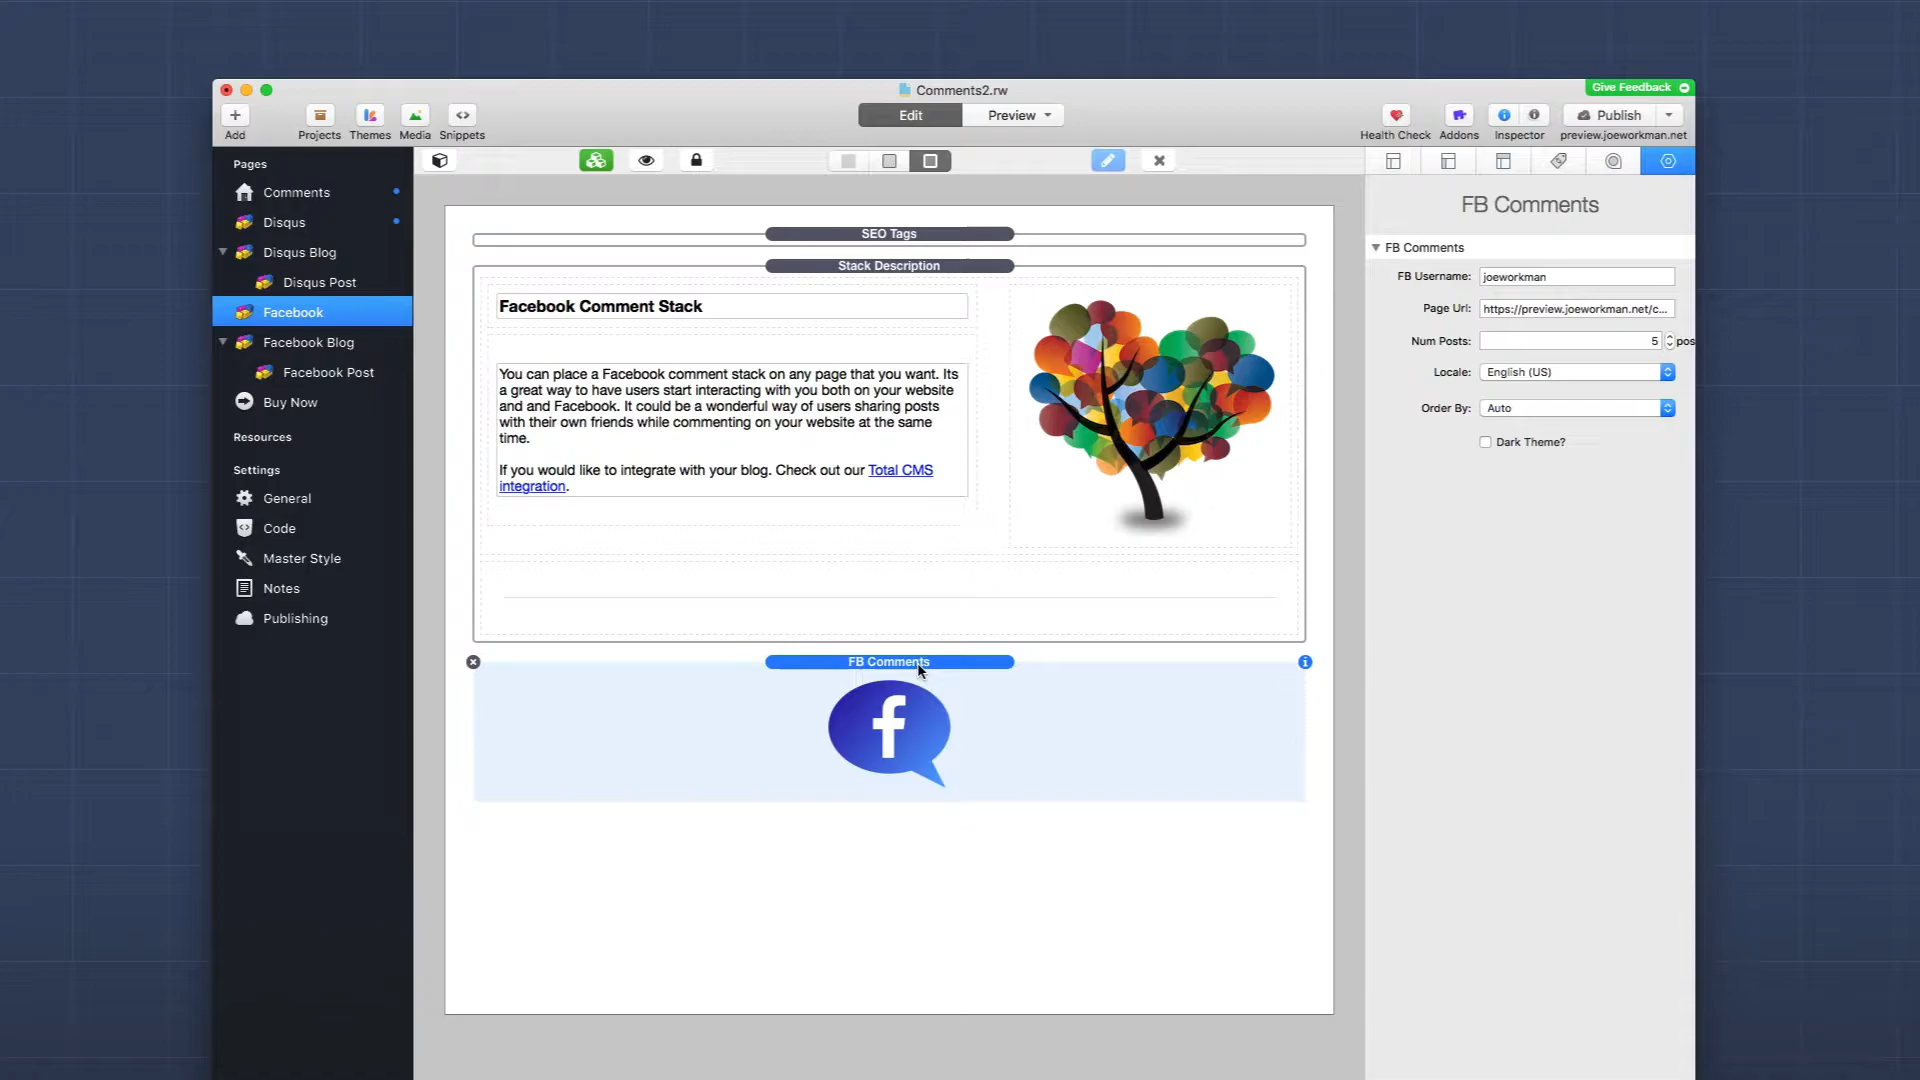 Comments2.rw
Give Feedback
Add
Projects
Themes
Media
Snippets
Edit
Preview
Health Check
Addons
Inspector
Publish
preview.joeworkman.net
Pages
Comments
Disqus
Disqus Blog
Disqus Post
Facebook
Facebook Blog
Facebook Post
Buy Now
Resources
Settings
General
Code
Master Style
Notes
Publishing
SEO Tags
Stack Description
Facebook Comment Stack
You can place a Facebook comment stack on any page that you want. Its
a great way to have users start interacting with you both on your website
and and Facebook. It could be a wonderful way of users sharing posts
with their own friends while commenting on your website at the same
time.
If you would like to integrate with your blog. Check out our Total CMS
integration.
FB Comments
f
FB Comments
FB Comments
FB Username: joeworkman
Page Url: https://preview.joeworkman.net/c...
Num Posts: 5 pos
Locale: English (US)
Order By: Auto
Dark Theme?